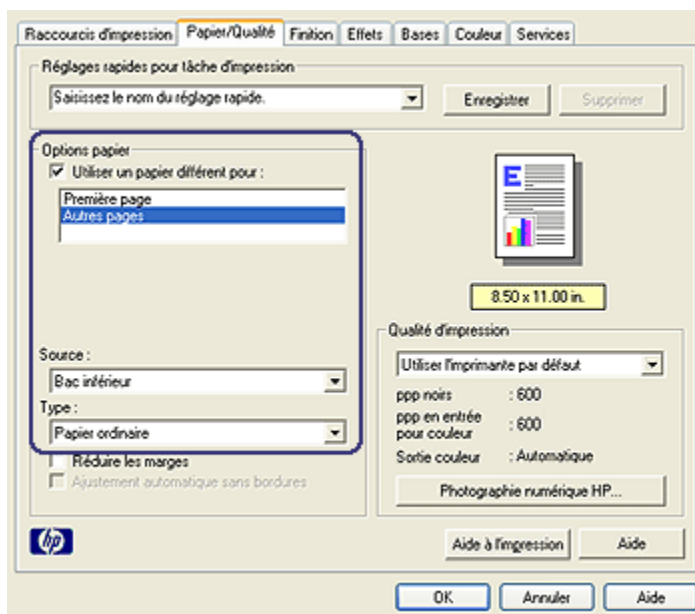 Raccourcis d'impression Papier/Qualité Finition Effets Bases Couleur Services
Réglages rapides pour tâche d'impression
Saisissez le nom du réglage rapide.
Enregistrer
Supprimer
Options papier
Utiliser un papier différent pour :
Première page
Autres pages
Source :
Bac inférieur
Type :
Papier ordinaire
Réduire les marges
Ajustement automatique sans bordures
E
8.50 x 11.00 in.
Qualité d'impression
Utiliser l'imprimante par défaut
ppp noirs : 600
ppp en entrée
pour couleur : 600
Sortie couleur : Automatique
Photographie numérique HP...
hp
Aide à l'impression
Aide
OK
Annuler
Aide